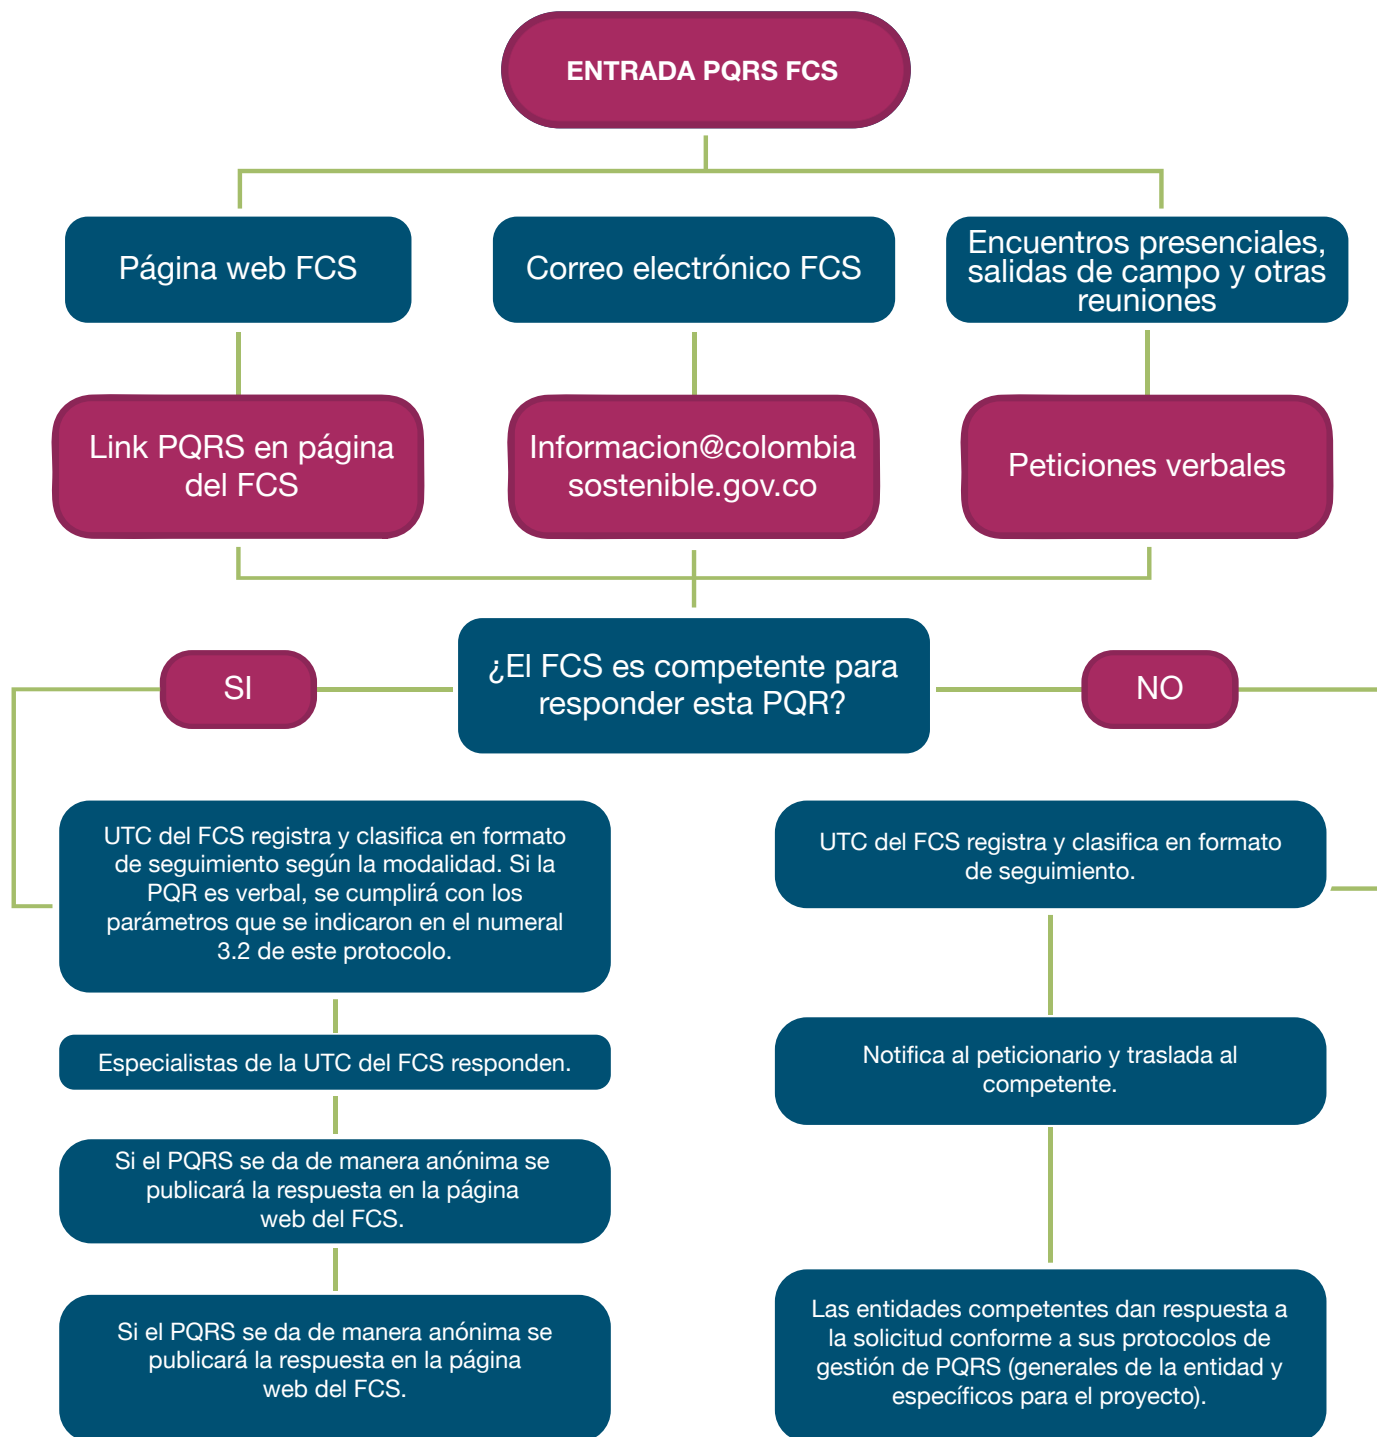 ENTRADA PQRS FCS
Página web FCS
Correo electrónico FCS
Encuentros presenciales,
salidas de campo y otras
reuniones
Link PQRS en página
del FCS
Informacion@colombia
sostenible.gov.co
Peticiones verbales
¿El FCS es competente para
responder esta PQR?
SI
NO
UTC del FCS registra y clasifica en formato
de seguimiento según la modalidad. Si la
PQR es verbal, se cumplirá con los
parámetros que se indicaron en el numeral
3.2 de este protocolo.
Especialistas de la UTC del FCS responden.
Si el PQRS se da de manera anónima se
publicará la respuesta en la página
web del FCS.
Si el PQRS se da de manera anónima se
publicará la respuesta en la página
web del FCS.
UTC del FCS registra y clasifica en formato
de seguimiento.
Notifica al peticionario y traslada al
competente.
Las entidades competentes dan respuesta a
la solicitud conforme a sus protocolos de
gestión de PQRS (generales de la entidad y
específicos para el proyecto).